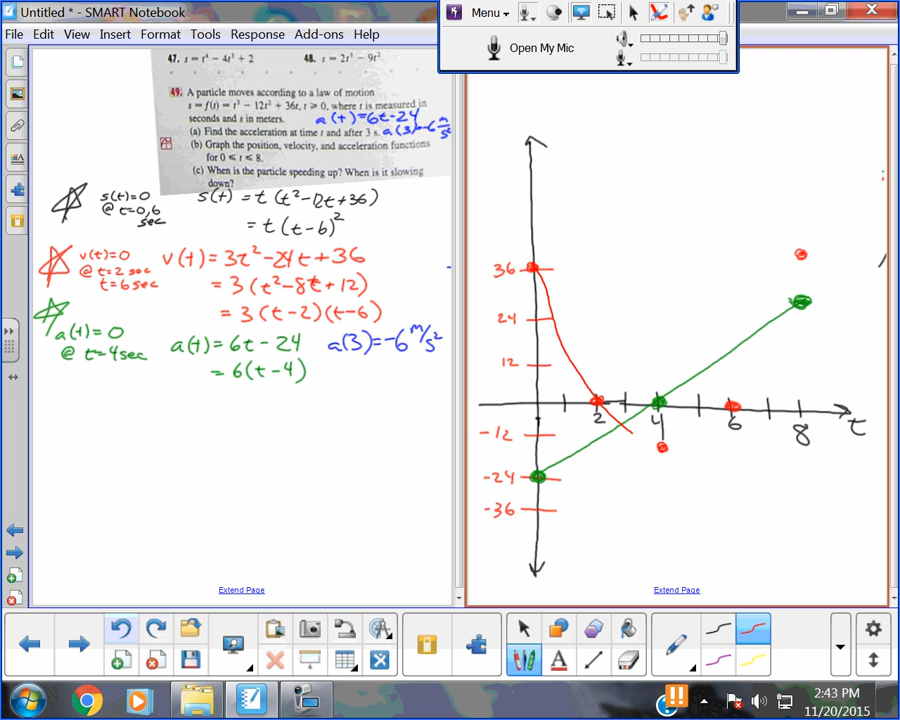 Untitled * - SMART Notebook
Menu
File Edit View Insert Format Tools Response Add-ons Help
Open My Mic
47. s = t⁴ − 4t³ + 2
48. s = 2t³ − 9t²
49. A particle moves according to a law of motion
s = f(t) = t³ − 12t² + 36t, t ⩾ 0, where t is measured in
seconds and s in meters.
a(t)=6t-24
(a) Find the acceleration at time t and after 3 s.
a(3)=-6 m/s²
(b) Graph the position, velocity, and acceleration functions
for 0 ⩽ t ⩽ 8.
(c) When is the particle speeding up? When is it slowing
down?
s(t)=0
@ t=0,6
sec
s(t) = t(t²-12t+36)
= t(t-6)²
v(t)=0
@ t=2 sec
t=6sec
v(t) = 3t²-24t+36
= 3(t²-8t+12)
= 3(t-2)(t-6)
a(t)=0
@ t=4sec
a(t) = 6t-24
= 6(t-4)
a(3)=-6 m/s²
36
24
12
-12
-24
-36
2
4
6
8
t
Extend Page
Extend Page
A
2:43 PM
11/20/2015